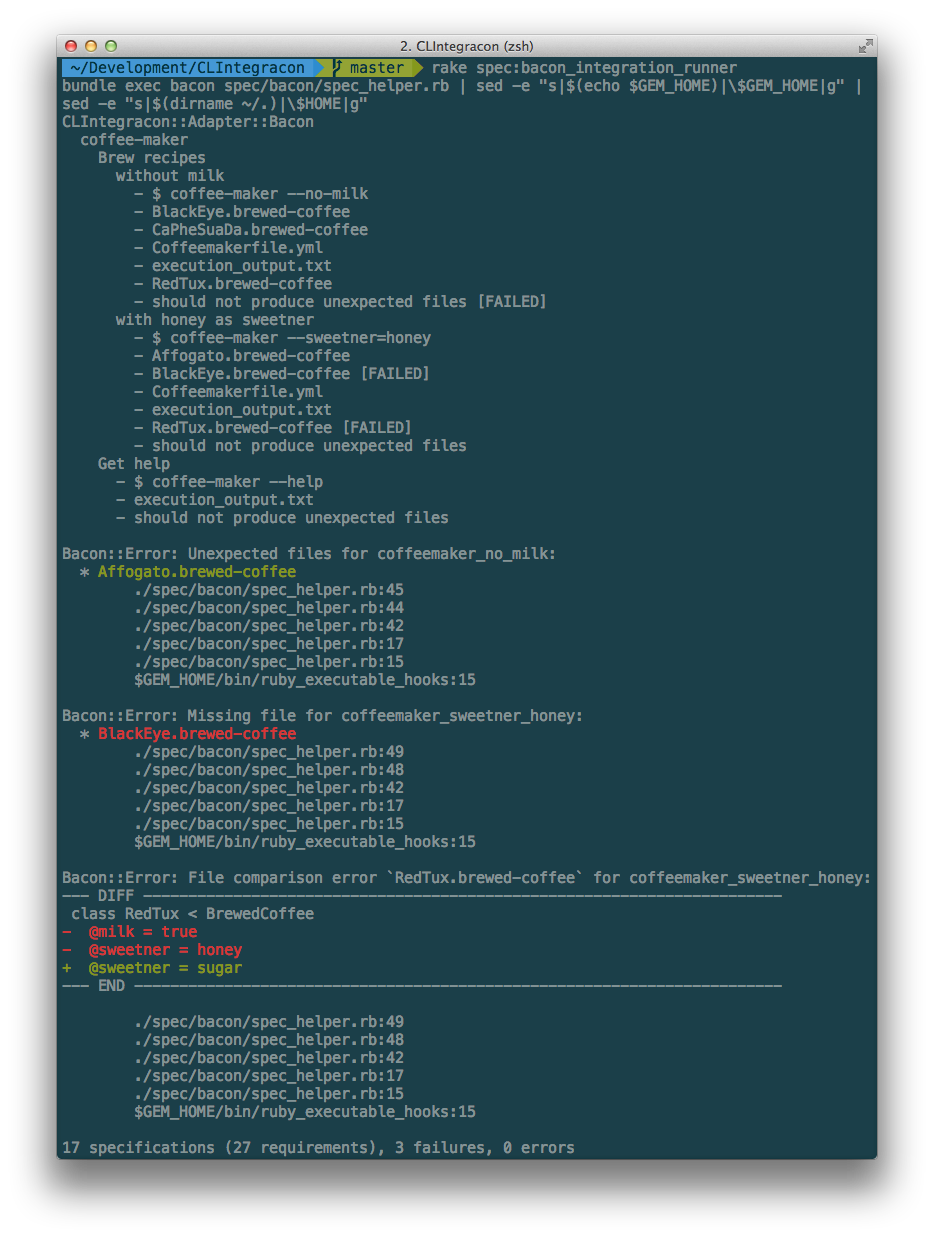 2. CLIntegracon (zsh)
~/Development/CLIntegracon master rake spec:bacon_integration_runner
bundle exec bacon spec/bacon/spec_helper.rb | sed -e "s|$(echo $GEM_HOME)|\$GEM_HOME|g" |
sed -e "s|$(dirname ~/.)|\$HOME|g"
CLIntegracon::Adapter::Bacon
  coffee-maker
    Brew recipes
      without milk
        - $ coffee-maker --no-milk
        - BlackEye.brewed-coffee
        - CaPheSuaDa.brewed-coffee
        - Coffeemakerfile.yml
        - execution_output.txt
        - RedTux.brewed-coffee
        - should not produce unexpected files [FAILED]
      with honey as sweetner
        - $ coffee-maker --sweetner=honey
        - Affogato.brewed-coffee
        - BlackEye.brewed-coffee [FAILED]
        - Coffeemakerfile.yml
        - execution_output.txt
        - RedTux.brewed-coffee [FAILED]
        - should not produce unexpected files
    Get help
      - $ coffee-maker --help
      - execution_output.txt
      - should not produce unexpected files

Bacon::Error: Unexpected files for coffeemaker_no_milk:
  * Affogato.brewed-coffee
        ./spec/bacon/spec_helper.rb:45
        ./spec/bacon/spec_helper.rb:44
        ./spec/bacon/spec_helper.rb:42
        ./spec/bacon/spec_helper.rb:17
        ./spec/bacon/spec_helper.rb:15
        $GEM_HOME/bin/ruby_executable_hooks:15

Bacon::Error: Missing file for coffeemaker_sweetner_honey:
  * BlackEye.brewed-coffee
        ./spec/bacon/spec_helper.rb:49
        ./spec/bacon/spec_helper.rb:48
        ./spec/bacon/spec_helper.rb:42
        ./spec/bacon/spec_helper.rb:17
        ./spec/bacon/spec_helper.rb:15
        $GEM_HOME/bin/ruby_executable_hooks:15

Bacon::Error: File comparison error `RedTux.brewed-coffee` for coffeemaker_sweetner_honey:
--- DIFF -----------------------------------------------------------------------
 class RedTux < BrewedCoffee
-  @milk = true
-  @sweetner = honey
+  @sweetner = sugar
--- END ------------------------------------------------------------------------

        ./spec/bacon/spec_helper.rb:49
        ./spec/bacon/spec_helper.rb:48
        ./spec/bacon/spec_helper.rb:42
        ./spec/bacon/spec_helper.rb:17
        ./spec/bacon/spec_helper.rb:15
        $GEM_HOME/bin/ruby_executable_hooks:15

17 specifications (27 requirements), 3 failures, 0 errors